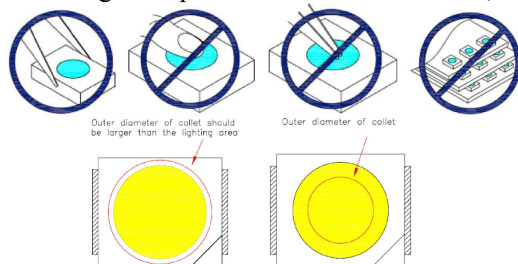 Outer diameter of collet should
be larger than the lighting area
Outer diameter of collet